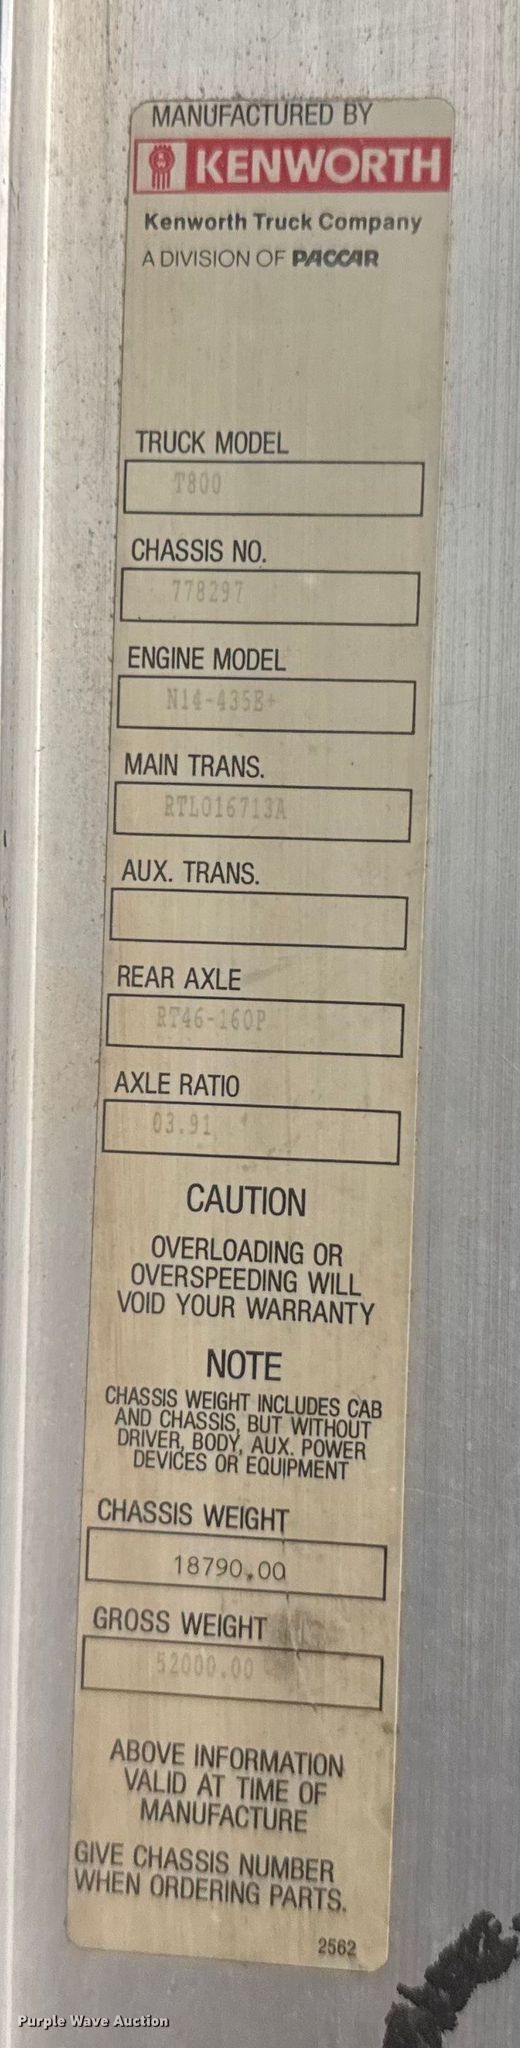 MANUFACTURED BY
KENWORTH
Kenworth Truck Company
A DIVISION OF PACCAR
TRUCK MODEL
T800
CHASSIS NO.
778297
ENGINE MODEL
N14-435E+
MAIN TRANS.
RTLO16713A
AUX. TRANS.
REAR AXLE
RT46-160P
AXLE RATIO
03.91
CAUTION
OVERLOADING OR
OVERSPEEDING WILL
VOID YOUR WARRANTY
NOTE
CHASSIS WEIGHT INCLUDES CAB
AND CHASSIS, BUT WITHOUT
DRIVER, BODY, AUX. POWER
DEVICES OR EQUIPMENT
CHASSIS WEIGHT
18790.00
GROSS WEIGHT
52000.00
ABOVE INFORMATION
VALID AT TIME OF
MANUFACTURE
GIVE CHASSIS NUMBER
WHEN ORDERING PARTS.
2562
Purple Wave Auction